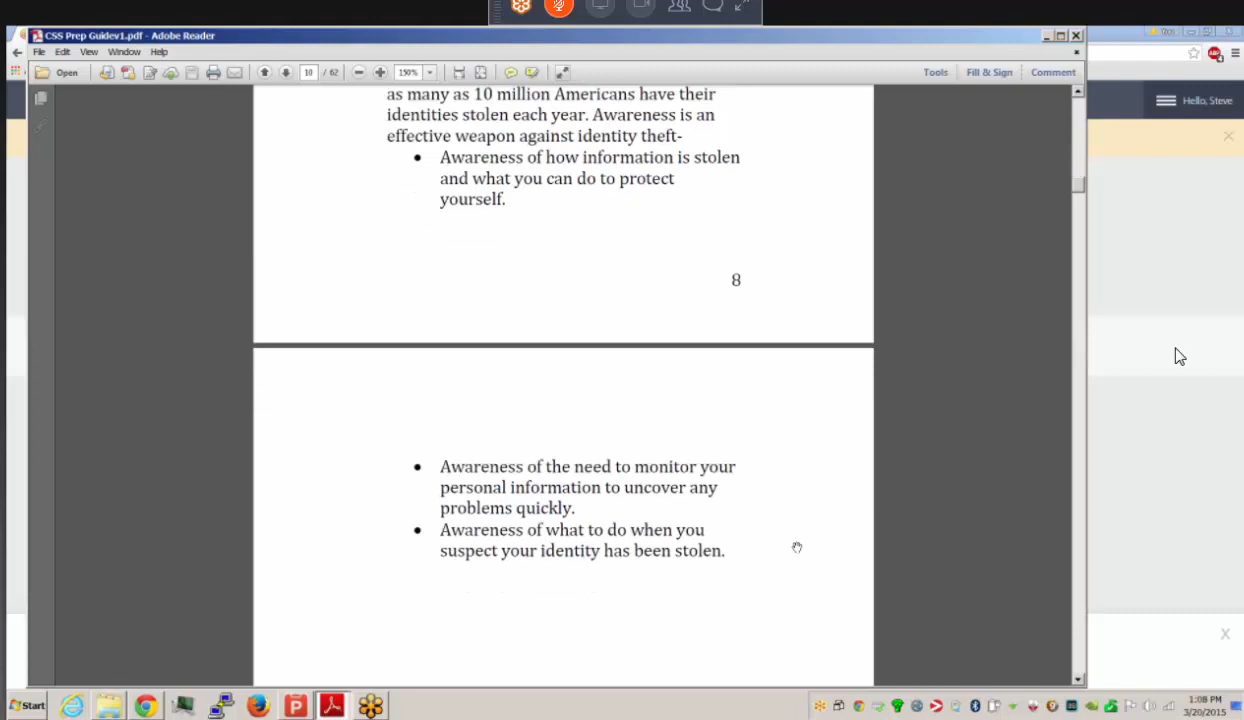 CSS Prep Guidev1.pdf - Adobe Reader
File Edit View Window Help
Open 10 / 62 150% Tools Fill & Sign Comment
Hello, Steve
as many as 10 million Americans have their
identities stolen each year. Awareness is an
effective weapon against identity theft-
• Awareness of how information is stolen
and what you can do to protect
yourself.
8
• Awareness of the need to monitor your
personal information to uncover any
problems quickly.
• Awareness of what to do when you
suspect your identity has been stolen.
Start
1:08 PM
3/20/2015